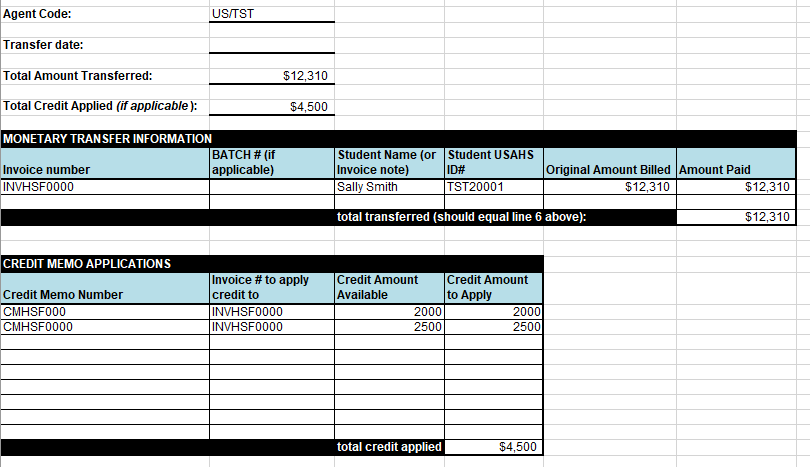 Agent Code: US/TST
Transfer date:
Total Amount Transferred: $12,310
Total Credit Applied (if applicable): $4,500
MONETARY TRANSFER INFORMATION
Invoice number BATCH # (if applicable) Student Name (or Invoice note) Student USAHS ID# Original Amount Billed Amount Paid
INVHSF0000 Sally Smith TST20001 $12,310 $12,310
total transferred (should equal line 6 above): $12,310
CREDIT MEMO APPLICATIONS
Credit Memo Number Invoice # to apply credit to Credit Amount Available Credit Amount to Apply
CMHSF000 INVHSF0000 2000 2000
CMHSF0000 INVHSF0000 2500 2500
total credit applied $4,500